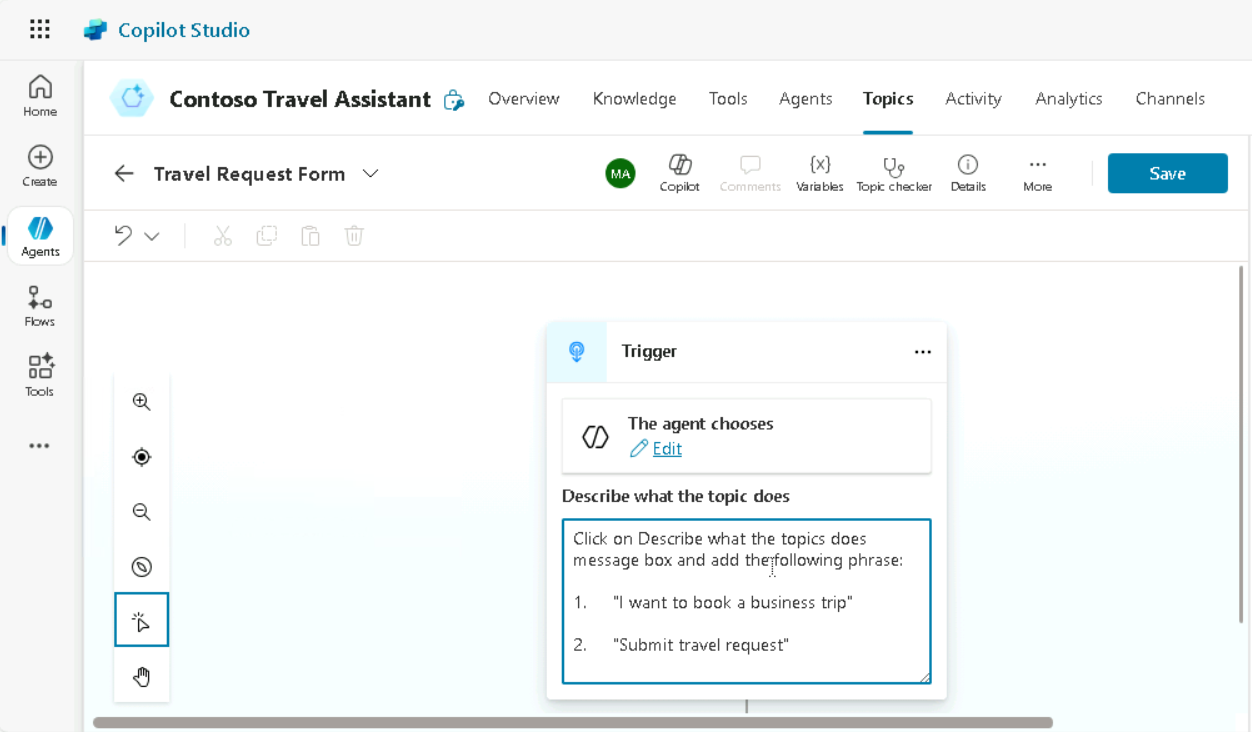 Copilot Studio
Home
Create
Agents
Flows
Tools
Contoso Travel Assistant
Overview
Knowledge
Tools
Agents
Topics
Activity
Analytics
Channels
Travel Request Form
MA
Copilot
Comments
{x}
Variables
Topic checker
Details
More
Save
Trigger
The agent chooses
Edit
Describe what the topic does
Click on Describe what the topics does
message box and add the following phrase:
1. "I want to book a business trip"
2. "Submit travel request"